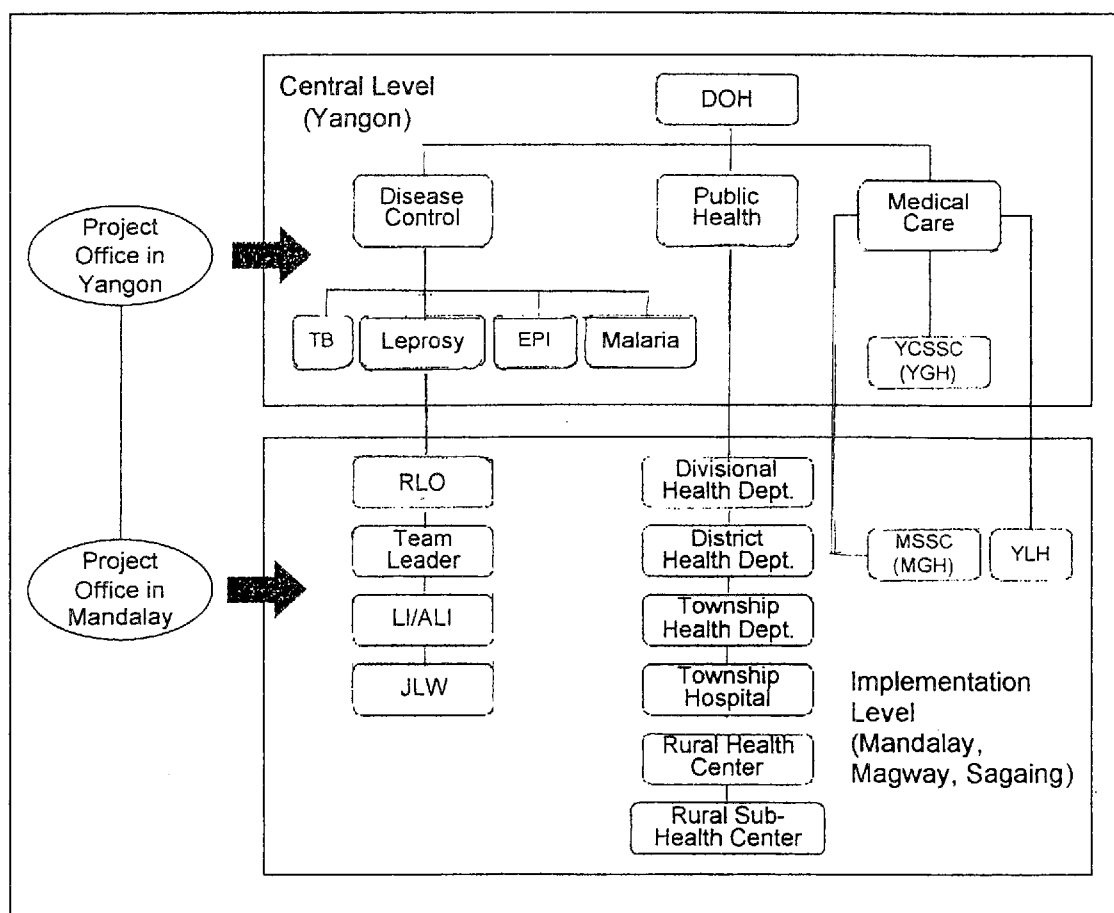 Central Level
(Yangon)
DOH
Disease
Control
Public
Health
Medical
Care
Project
Office in
Yangon
TB
Leprosy
EPI
Malaria
YCSSC
(YGH)
RLO
Team
Leader
LI/ALI
JLW
Divisional
Health Dept.
District
Health Dept.
Township
Health Dept.
Township
Hospital
Rural Health
Center
Rural Sub-
Health Center
MSSC
(MGH)
YLH
Project
Office in
Mandalay
Implementation
Level
(Mandalay,
Magway, Sagaing)